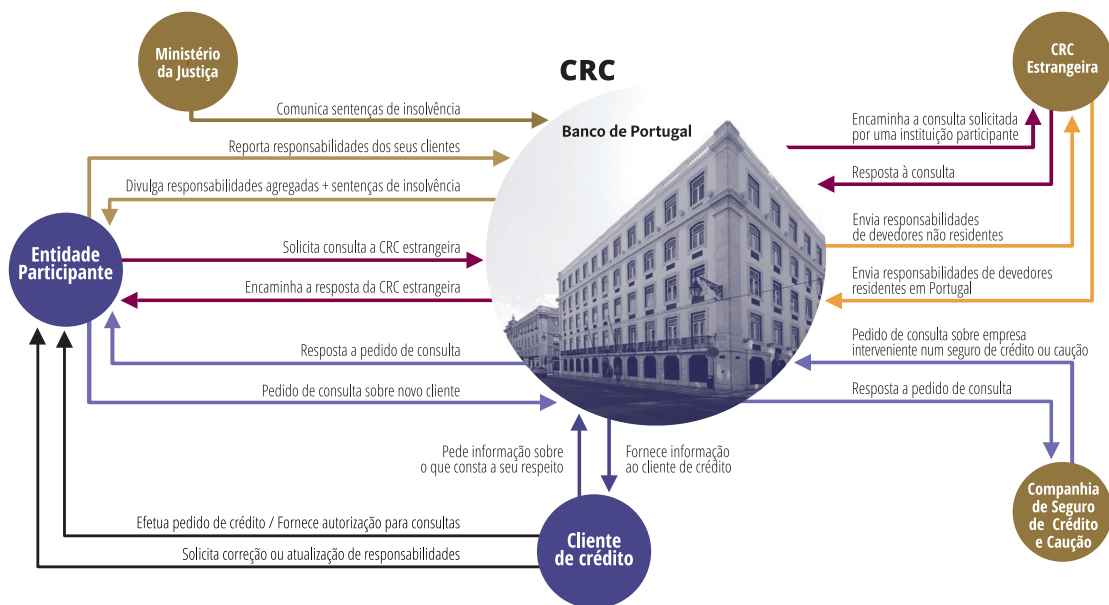 Ministério
da Justiça
CRC
CRC
Estrangeira
Comunica sentenças de insolvência
Banco de Portugal
Encaminha a consulta solicitada
por uma instituição participante
Reporta responsabilidades dos seus clientes
Resposta à consulta
Divulga responsabilidades agregadas + sentenças de insolvência
Envia responsabilidades
de devedores não residentes
Entidade
Participante
Solicita consulta a CRC estrangeira
Envia responsabilidades de devedores
residentes em Portugal
Encaminha a resposta da CRC estrangeira
Pedido de consulta sobre empresa
interveniente num seguro de crédito ou caução
Resposta a pedido de consulta
Resposta a pedido de consulta
Pedido de consulta sobre novo cliente
Pede informação sobre
o que consta a seu respeito
Fornece informação
ao cliente de crédito
Companhia
de Seguro
de Crédito
e Caução
Efetua pedido de crédito / Fornece autorização para consultas
Cliente
de crédito
Solicita correção ou atualização de responsabilidades